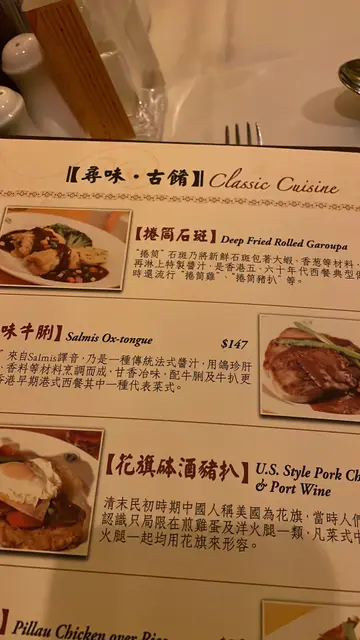 【尋味・古餚】 Classic Cuisine
【捲筒石斑】 Deep Fried Rolled Garoupa
"捲筒"石斑乃將新鮮石斑包著大蝦，香葱等材料，
再淋上特製醬汁，是香港五、六十年代西餐典型
時還流行"捲筒雞"、"捲筒豬扒"等。
味牛脷】 Salmis Ox-tongue $147
來自Salmis譯音，乃是一種傳統法式醬汁，用鴿珍肝
、香料等材料烹調而成，甘香冶味，配牛脷及牛扒更
香港早期港式西餐其中一種代表菜式。
【花旗砵酒豬扒】 U.S. Style Pork Ch
& Port Wine
清末民初時期中國人稱美國為花旗，當時人們
認識只局限在煎雞蛋及洋火腿一類，凡菜式中
火腿一起均用花旗來形容。
】 Pillau Chicken over Rice